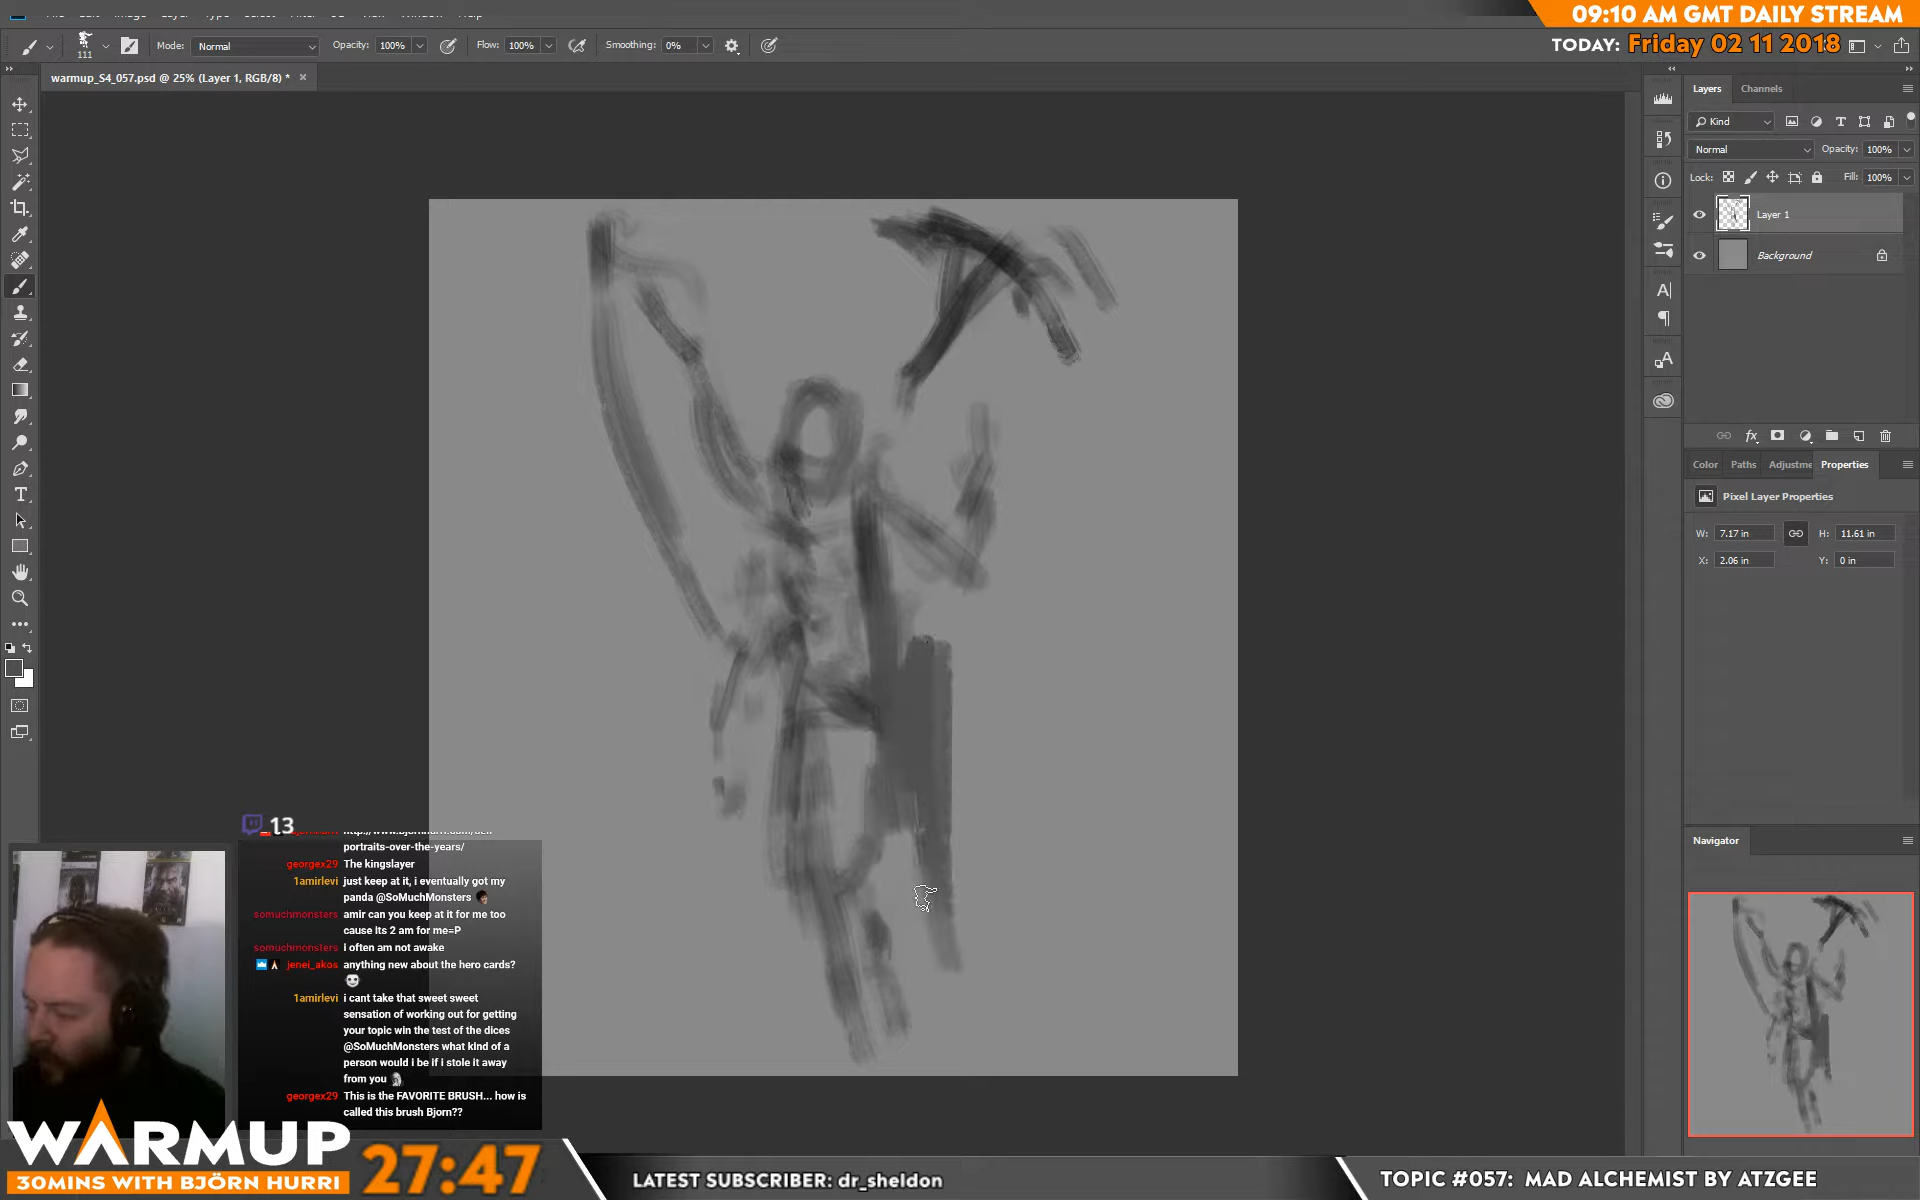 09:10 AM GMT DAILY STREAM
TODAY: Friday 02 11 2018
111
Mode: Normal
Opacity: 100%
Flow: 100%
Smoothing: 0%
warmup_S4_057.psd @ 25% (Layer 1, RGB/8) *
Layers
Channels
Kind
Normal
Opacity: 100%
Lock:
Fill: 100%
Layer 1
Background
Color
Paths
Adjustme
Properties
Pixel Layer Properties
W: 7.17 in
H: 11.61 in
X: 2.06 in
Y: 0 in
Navigator
13
portraits-over-the-years/
georgex29 The kingslayer
1amirlevi just keep at it, i eventually got my
panda @SoMuchMonsters
somuchmonsters amir can you keep at it for me too
cause its 2 am for me=P
somuchmonsters i often am not awake
jenei_akos anything new about the hero cards?
1amirlevi i cant take that sweet sweet
sensation of working out for getting
your topic win the test of the dices
@SoMuchMonsters what kind of a
person would i be if i stole it away
from you
georgex29 This is the FAVORITE BRUSH... how is
called this brush Bjorn??
WARMUP
30MINS WITH BJÖRN HURRI
27:47
LATEST SUBSCRIBER: dr_sheldon
TOPIC #057: MAD ALCHEMIST BY ATZGEE